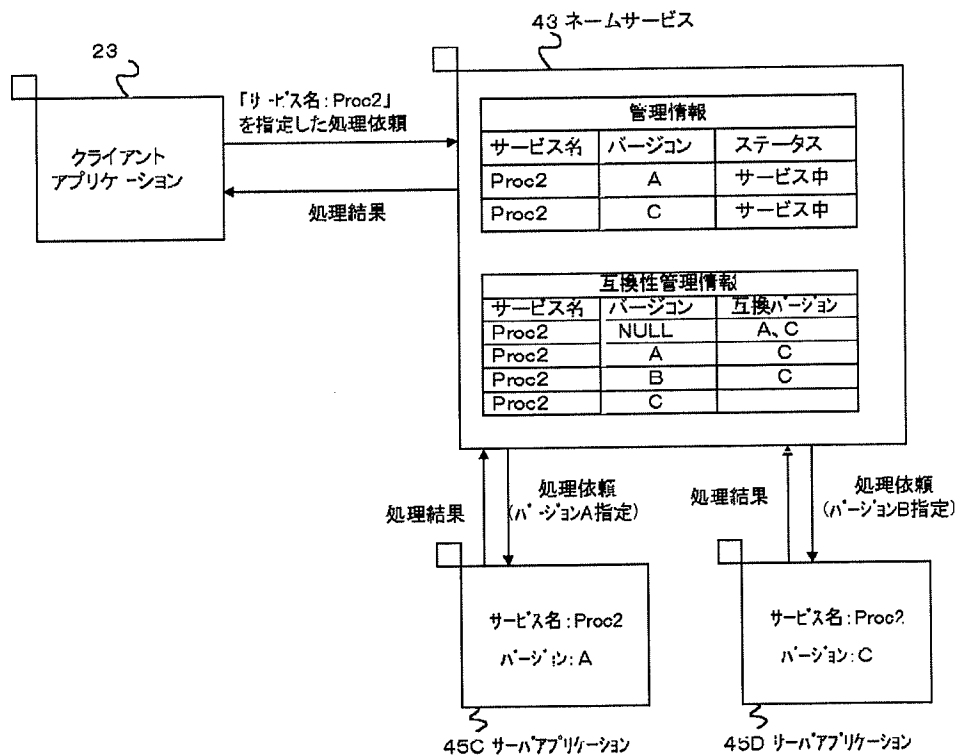 43 ネームサービス
23
「サービス名:Proc2」
を指定した処理依頼
クライアント
アプリケーション
処理結果
管理情報
サービス名 バージョン ステータス
Proc2 A サービス中
Proc2 C サービス中
互換性管理情報
サービス名 バージョン 互換バージョン
Proc2 NULL A、C
Proc2 A C
Proc2 B C
Proc2 C
処理結果
処理依頼
(バージョンA指定)
処理結果
処理依頼
(バージョンB指定)
サービス名:Proc2
バージョン:A
サービス名:Proc2
バージョン:C
45C サーバアプリケーション
45D サーバアプリケーション